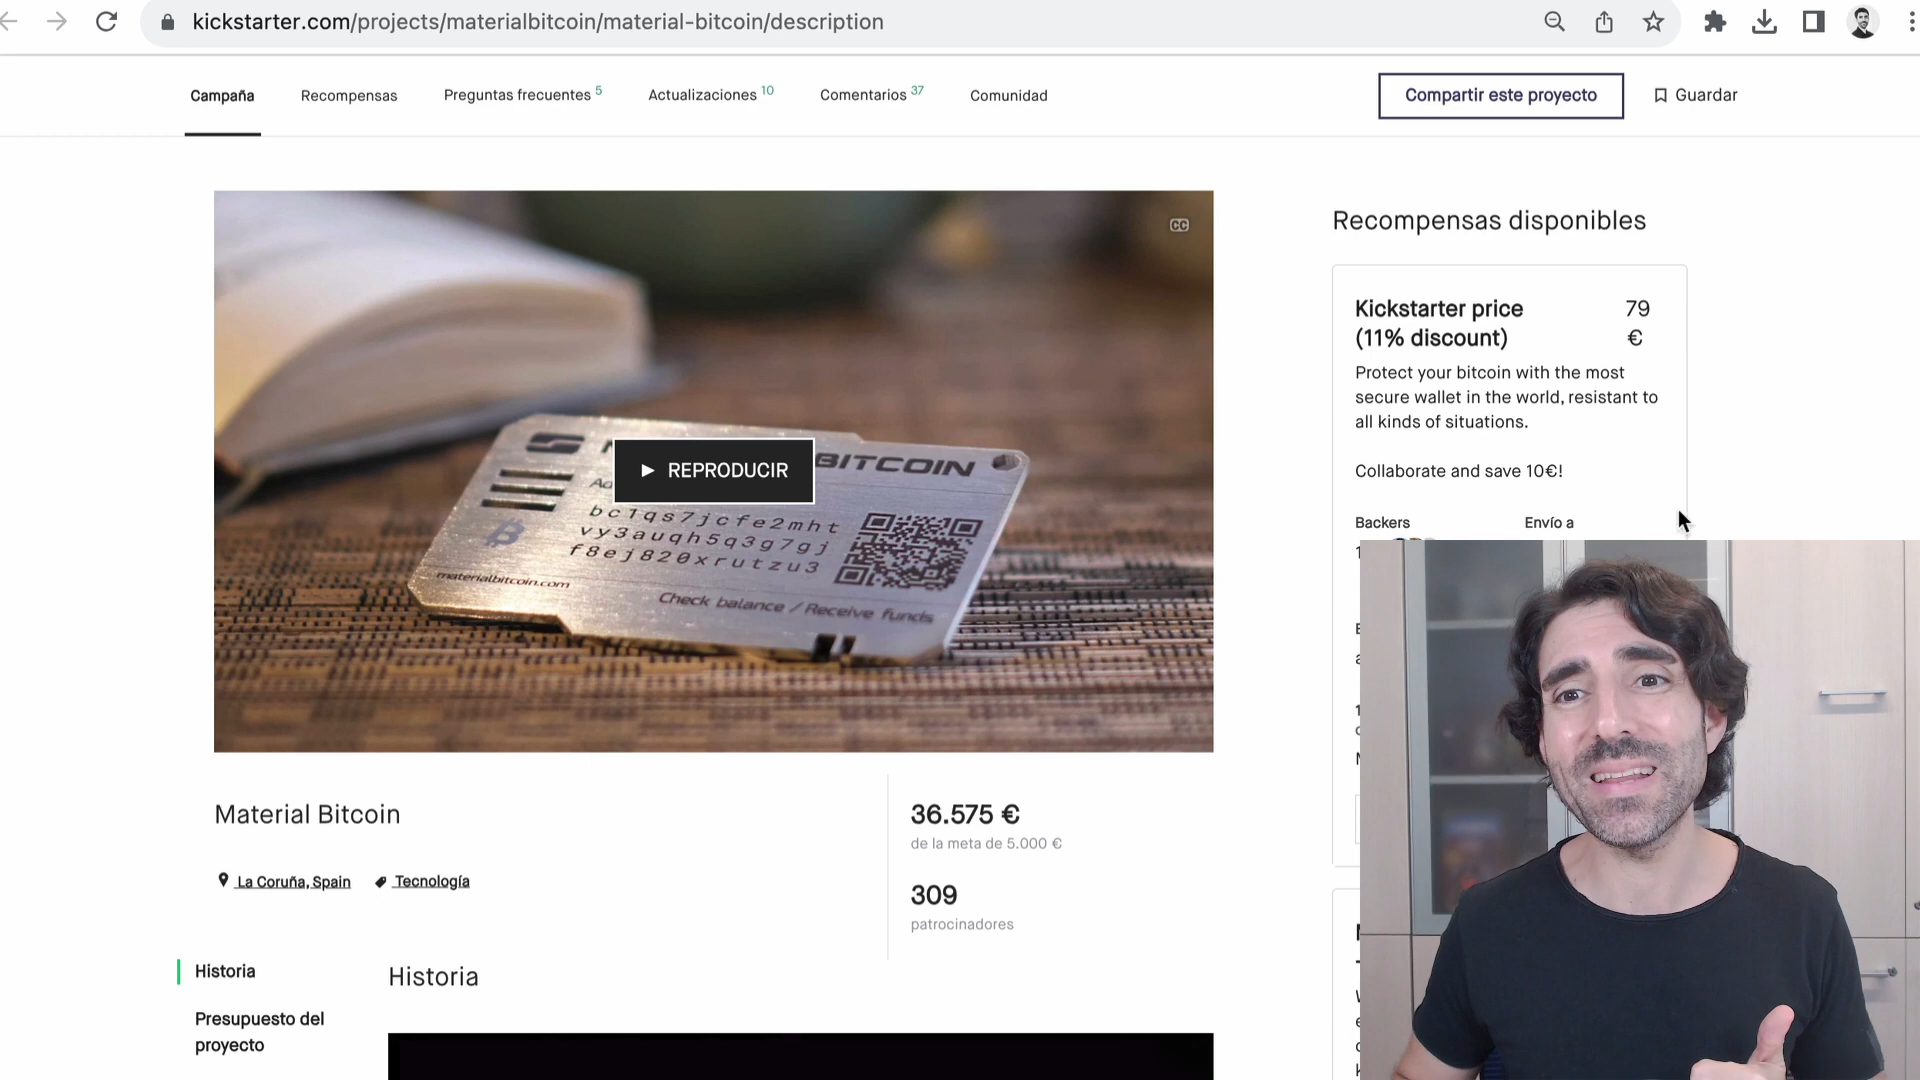 kickstarter.com/projects/materialbitcoin/material-bitcoin/description
Campaña
Recompensas
Preguntas frecuentes 5
Actualizaciones 10
Comentarios 37
Comunidad
Compartir este proyecto
Guardar
CC
BITCOIN
REPRODUCIR
bc1qs7jcfe2mht
vy3auqh5q3g7gj
f8ej820xrutzu3
materialbitcoin.com
Check balance / Receive funds
Recompensas disponibles
Kickstarter price 79
(11% discount) €
Protect your bitcoin with the most
secure wallet in the world, resistant to
all kinds of situations.
Collaborate and save 10€!
Backers Envío a
Material Bitcoin
La Coruña, Spain
Tecnología
36.575 €
de la meta de 5.000 €
309
patrocinadores
Historia
Presupuesto del
proyecto
Historia